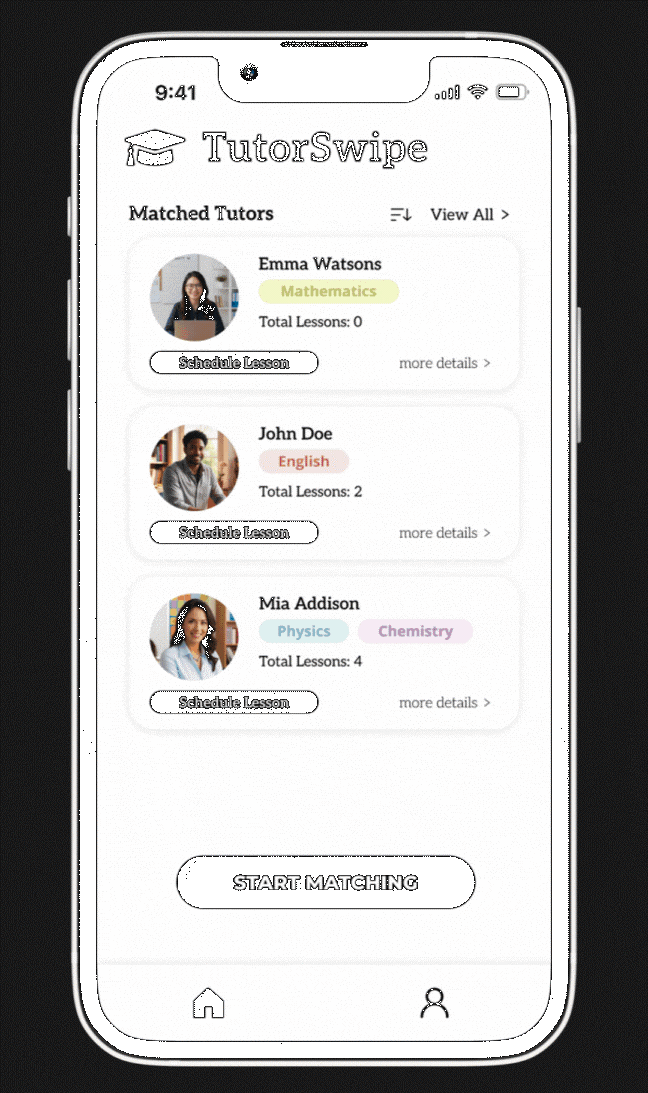 9:41
TutorSwipe
Matched Tutors View All >
Emma Watsons
Mathematics
Total Lessons: 0
Schedule Lesson more details >
John Doe
English
Total Lessons: 2
Schedule Lesson more details >
Mia Addison
Physics Chemistry
Total Lessons: 4
Schedule Lesson more details >
START MATCHING